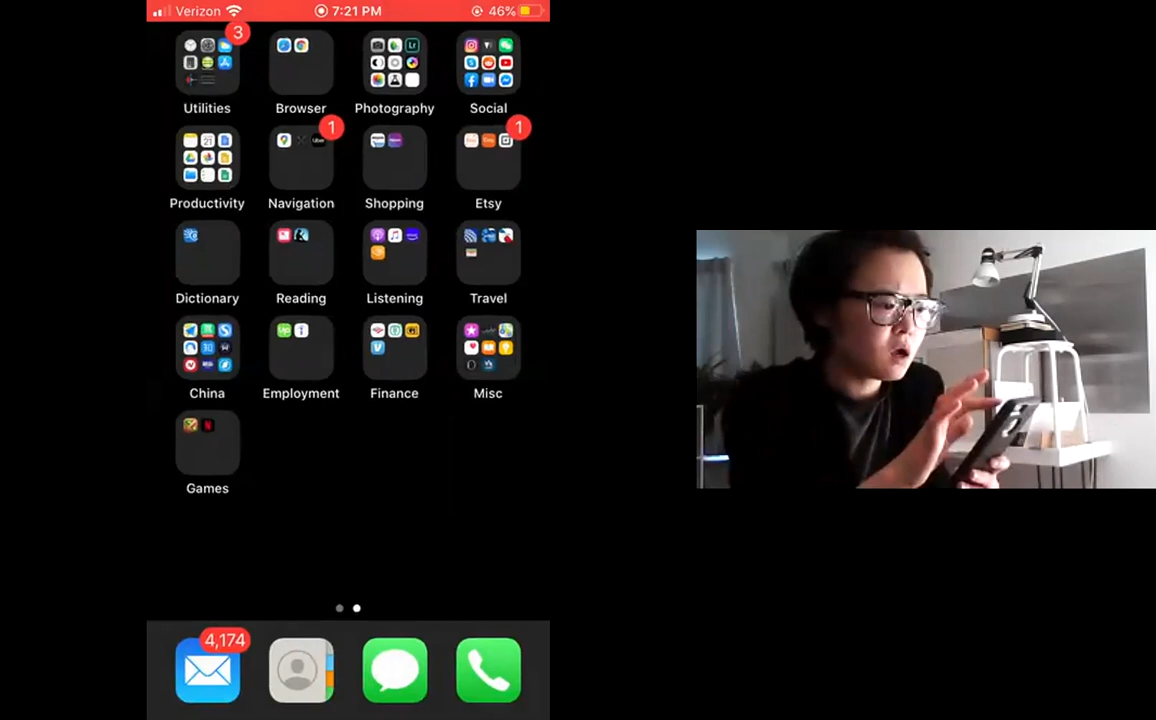 Verizon 7:21 PM 46%
3
Utilities Browser Photography Social
1 1
Productivity Navigation Shopping Etsy
Dictionary Reading Listening Travel
China Employment Finance Misc
Games
4,174